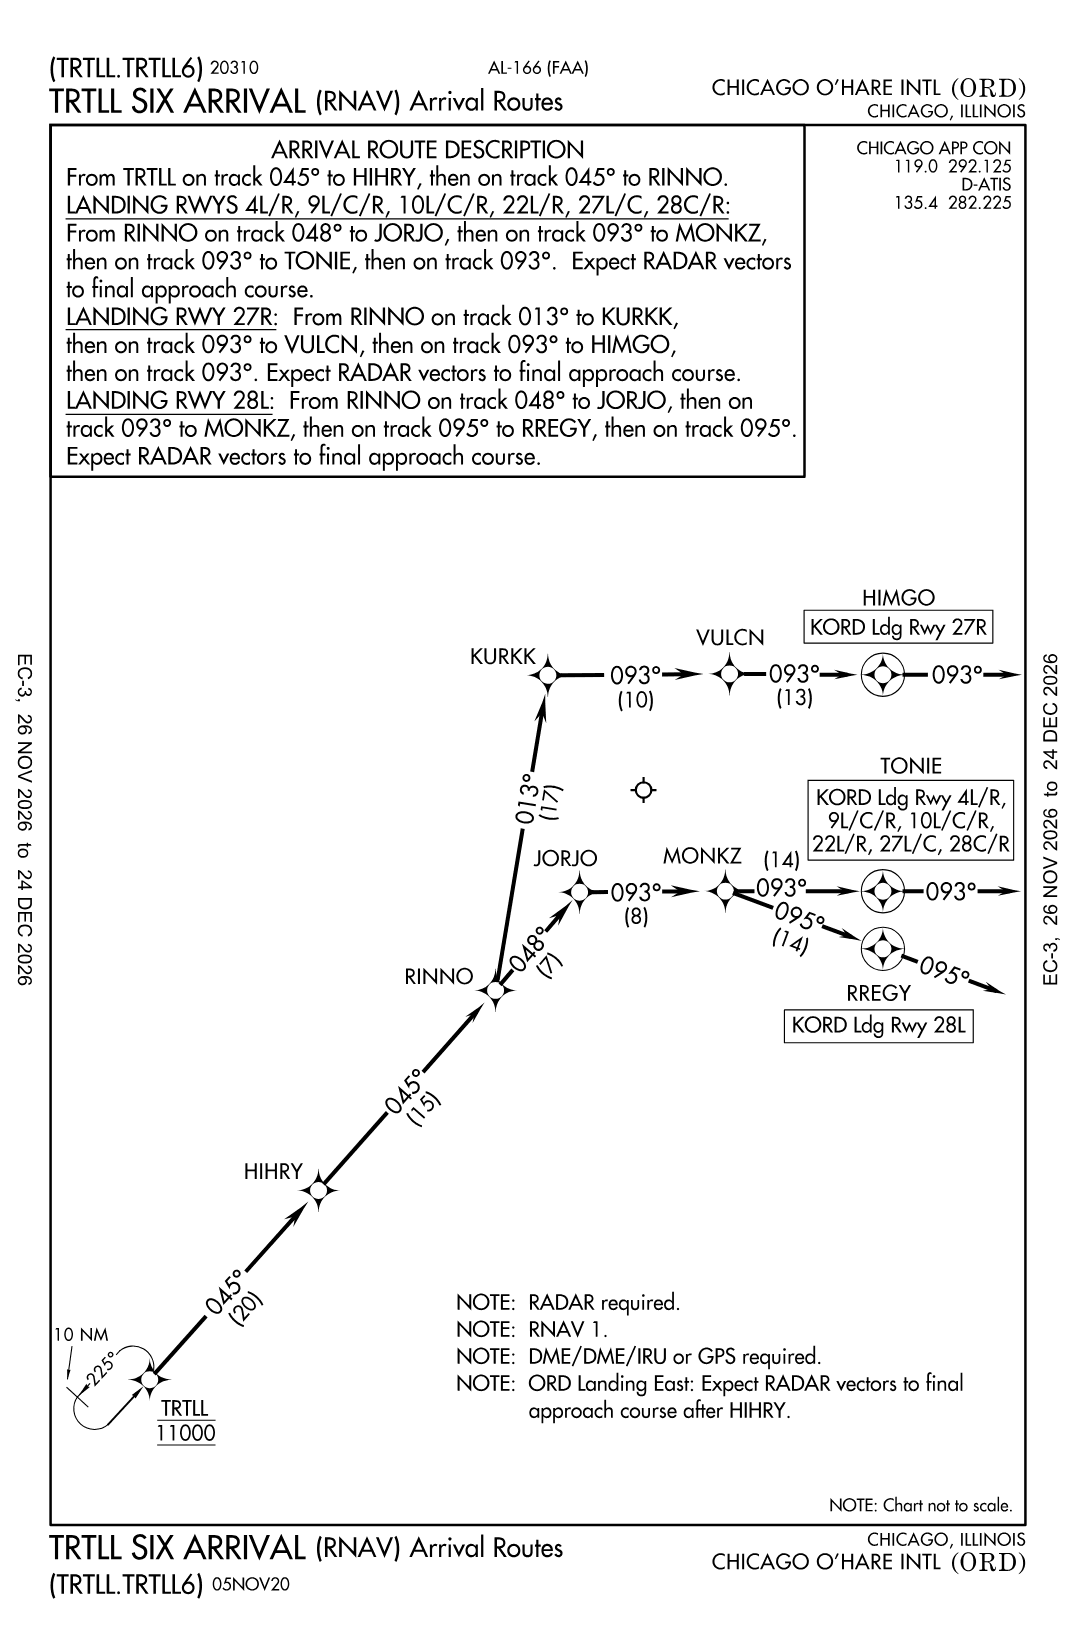 (TRTLL.TRTLL6) 20310
AL-166 (FAA)
TRTLL SIX ARRIVAL (RNAV) Arrival Routes
CHICAGO O'HARE INTL (ORD)
CHICAGO, ILLINOIS
ARRIVAL ROUTE DESCRIPTION
From TRTLL on track 045° to HIHRY, then on track 045° to RINNO.
LANDING RWYS 4L/R, 9L/C/R, 10L/C/R, 22L/R, 27L/C, 28C/R:
From RINNO on track 048° to JORJO, then on track 093° to MONKZ,
then on track 093° to TONIE, then on track 093°. Expect RADAR vectors
to final approach course.
LANDING RWY 27R: From RINNO on track 013° to KURKK,
then on track 093° to VULCN, then on track 093° to HIMGO,
then on track 093°. Expect RADAR vectors to final approach course.
LANDING RWY 28L: From RINNO on track 048° to JORJO, then on
track 093° to MONKZ, then on track 095° to RREGY, then on track 095°.
Expect RADAR vectors to final approach course.
CHICAGO APP CON
119.0 292.125
D-ATIS
135.4 282.225
HIMGO
KORD Ldg Rwy 27R
VULCN
KURKK
093°
(10)
093°
(13)
093°
013°
(17)
TONIE
KORD Ldg Rwy 4L/R,
9L/C/R, 10L/C/R,
22L/R, 27L/C, 28C/R
JORJO
MONKZ
(14)
093°
(8)
093°
093°
095°
(14)
095°
048°
(7)
RINNO
RREGY
KORD Ldg Rwy 28L
045°
(15)
HIHRY
045°
(20)
10 NM
225°
TRTLL
11000
NOTE: RADAR required.
NOTE: RNAV 1.
NOTE: DME/DME/IRU or GPS required.
NOTE: ORD Landing East: Expect RADAR vectors to final
approach course after HIHRY.
NOTE: Chart not to scale.
EC-3, 26 NOV 2026 to 24 DEC 2026
EC-3, 26 NOV 2026 to 24 DEC 2026
TRTLL SIX ARRIVAL (RNAV) Arrival Routes
(TRTLL.TRTLL6) 05NOV20
CHICAGO, ILLINOIS
CHICAGO O'HARE INTL (ORD)